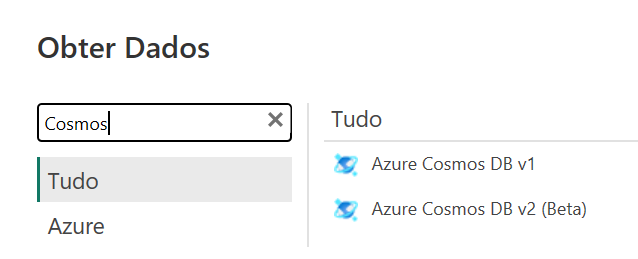 Obter Dados
Cosmos
Tudo
Azure
Tudo
Azure Cosmos DB v1
Azure Cosmos DB v2 (Beta)